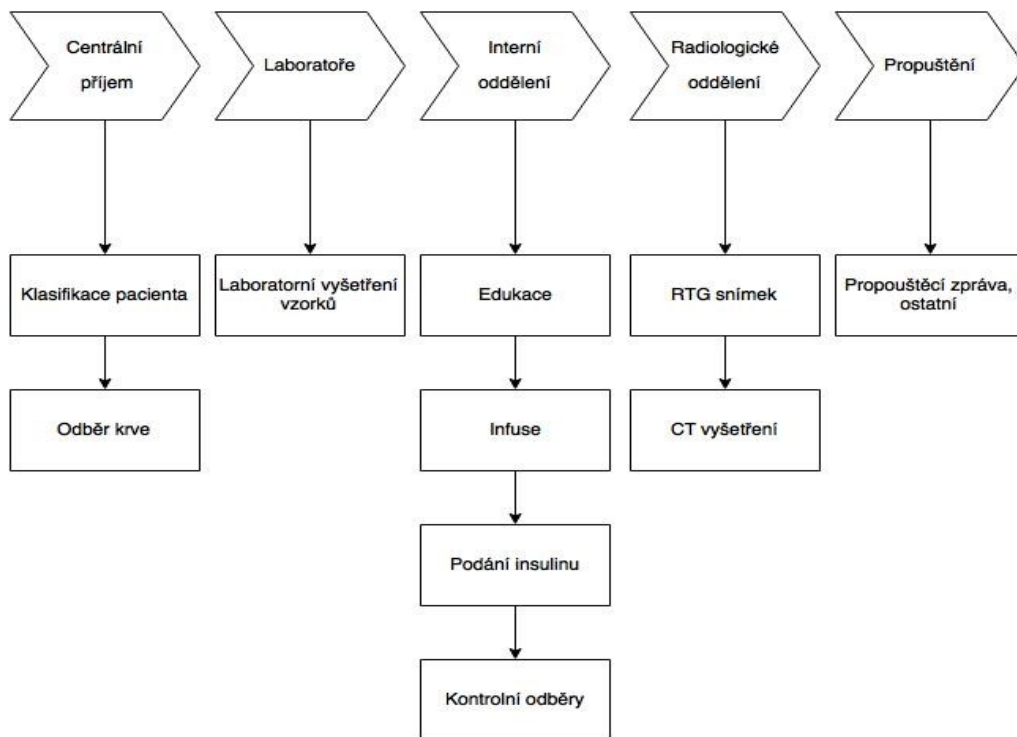 Centrální
příjem
Laboratoře
Interní
oddělení
Radiologické
oddělení
Propuštění
Klasifikace pacienta
Laboratorní vyšetření
vzorků
Edukace
RTG snímek
Propouštěcí zpráva,
ostatní
Odběr krve
Infuse
CT vyšetření
Podání insulinu
Kontrolní odběry